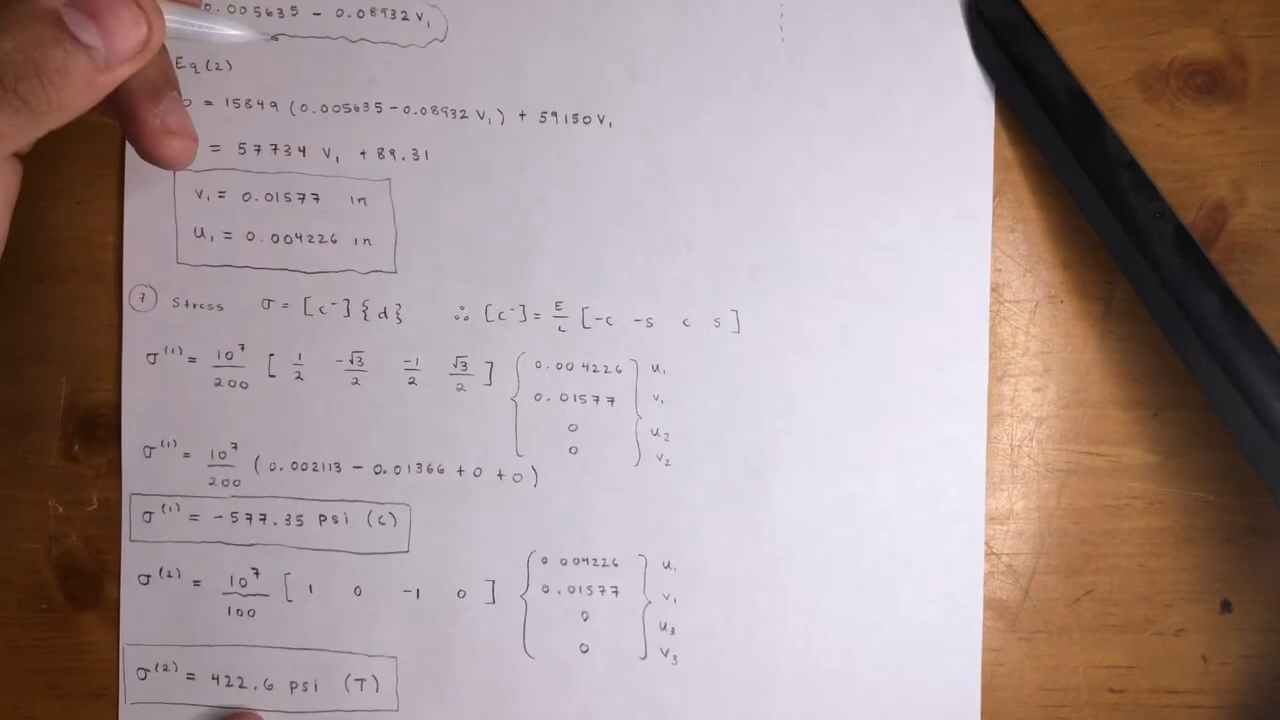 0.005635 - 0.08932 v₁
Eq(2)
0 = 15849 (0.005635 - 0.08932 v₁) + 59150 v₁
= 57734 v₁ + 89.31
v₁ = 0.01577 in
u₁ = 0.004226 in
7 Stress σ = [c⁻]{d} ∴ [c⁻] = E/L [-c -s c s]
σ⁽¹⁾ = 10⁷/200 [1/2 -√3/2 -1/2 √3/2] {0.004226 u₁
0.01577 v₁
0 u₂
0} v₂
σ⁽¹⁾ = 10⁷/200 (0.002113 - 0.01366 + 0 + 0)
σ⁽¹⁾ = -577.35 psi (C)
σ⁽²⁾ = 10⁷/100 [1 0 -1 0] {0.004226 u₁
0.01577 v₁
0 u₃
0} v₃
σ⁽²⁾ = 422.6 psi (T)